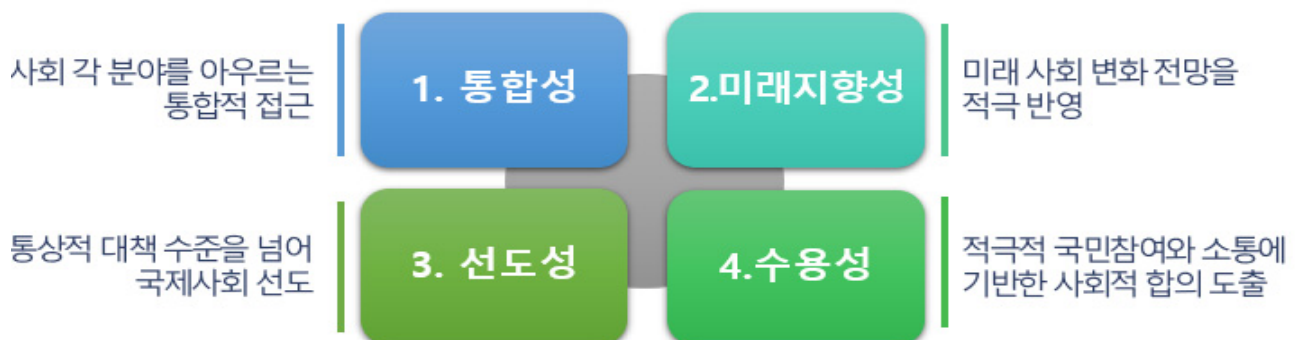 사회 각 분야를 아우르는
통합적 접근
1. 통합성
2.미래지향성
미래 사회 변화 전망을
적극 반영
통상적 대책 수준을 넘어
국제사회 선도
3. 선도성
4.수용성
적극적 국민참여와 소통에
기반한 사회적 합의 도출